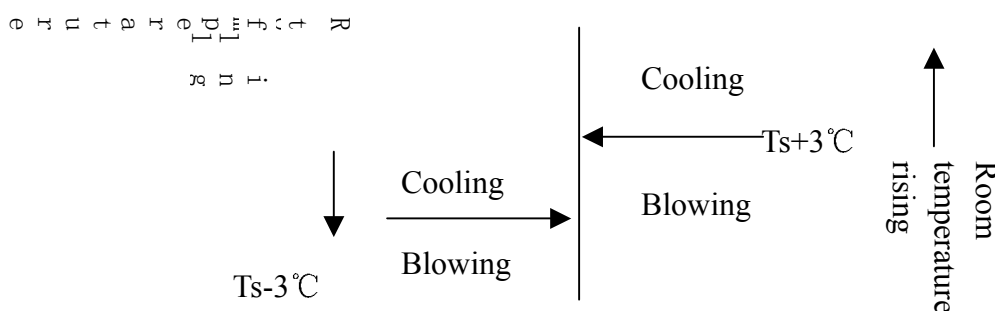 Cooling
Ts+3℃
Blowing
Cooling
Blowing
Ts-3℃
Room
temperature
rising